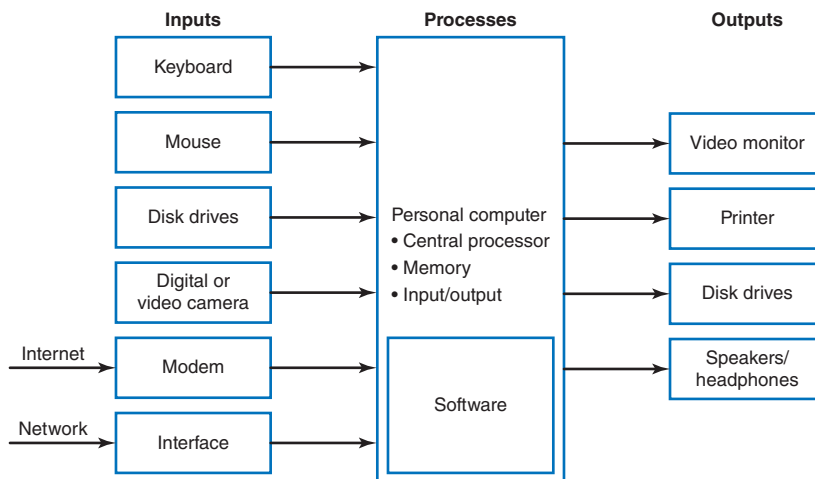 Inputs
Processes
Outputs
Keyboard
Mouse
Disk drives
Digital or
video camera
Internet
Modem
Network
Interface
Personal computer
• Central processor
• Memory
• Input/output
Software
Video monitor
Printer
Disk drives
Speakers/
headphones